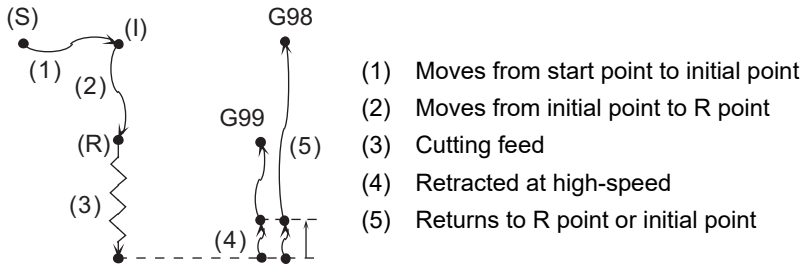 (S)
(I)
G98
(1)
(2)
G99
(R)
(5)
(3)
(4)
(1) Moves from start point to initial point
(2) Moves from initial point to R point
(3) Cutting feed
(4) Retracted at high-speed
(5) Returns to R point or initial point